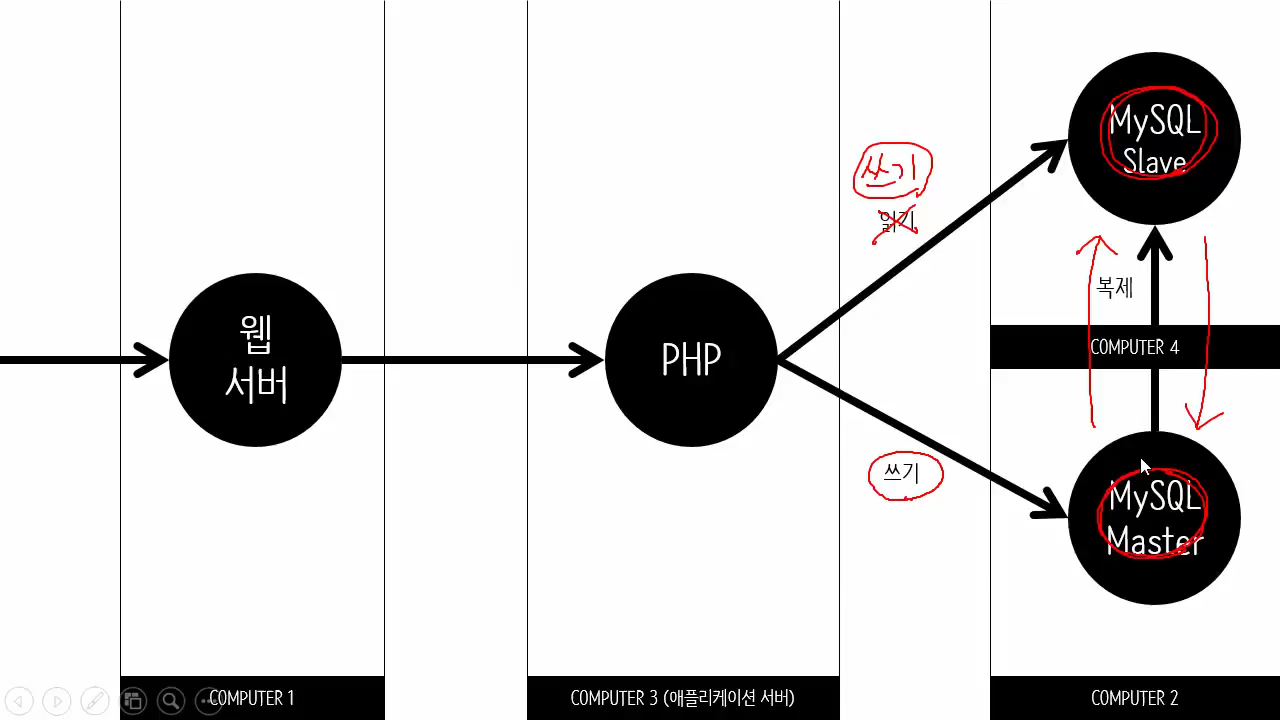 MySQL
Slave
쓰기
읽기
복제
웹
서버
PHP
COMPUTER 4
쓰기
MySQL
Master
COMPUTER 1
COMPUTER 3 (애플리케이션 서버)
COMPUTER 2